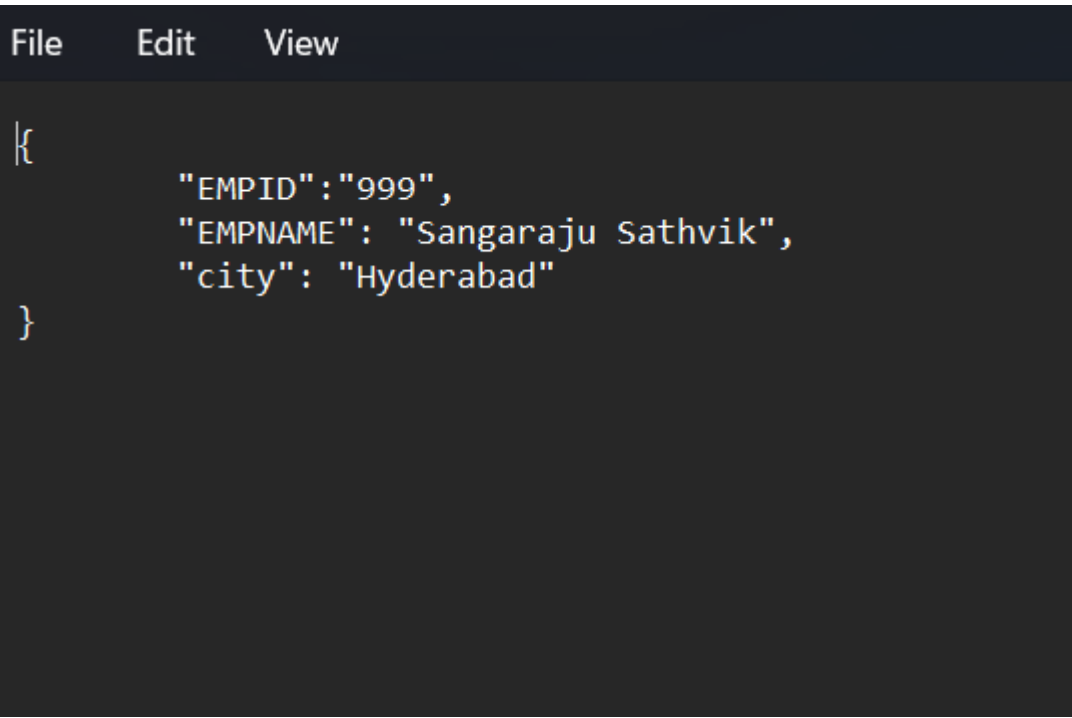 File Edit View
{
"EMPID":"999",
"EMPNAME": "Sangaraju Sathvik",
"city": "Hyderabad"
}